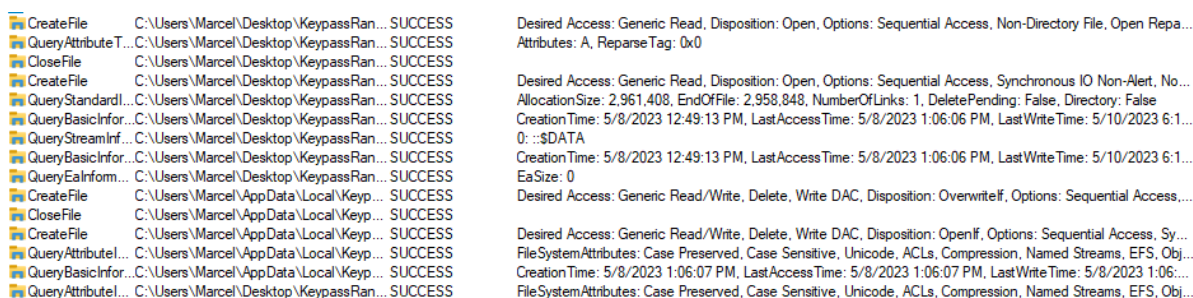 CreateFile C:\Users\Marcel\Desktop\KeypassRan... SUCCESS Desired Access: Generic Read, Disposition: Open, Options: Sequential Access, Non-Directory File, Open Repa...
QueryAttributeT... C:\Users\Marcel\Desktop\KeypassRan... SUCCESS Attributes: A, ReparseTag: 0x0
CloseFile C:\Users\Marcel\Desktop\KeypassRan... SUCCESS
CreateFile C:\Users\Marcel\Desktop\KeypassRan... SUCCESS Desired Access: Generic Read, Disposition: Open, Options: Sequential Access, Synchronous IO Non-Alert, No...
QueryStandardI... C:\Users\Marcel\Desktop\KeypassRan... SUCCESS AllocationSize: 2,961,408, EndOfFile: 2,958,848, NumberOfLinks: 1, DeletePending: False, Directory: False
QueryBasicInfor... C:\Users\Marcel\Desktop\KeypassRan... SUCCESS CreationTime: 5/8/2023 12:49:13 PM, LastAccessTime: 5/8/2023 1:06:06 PM, LastWriteTime: 5/10/2023 6:1...
QueryStreamInf... C:\Users\Marcel\Desktop\KeypassRan... SUCCESS 0: ::$DATA
QueryBasicInfor... C:\Users\Marcel\Desktop\KeypassRan... SUCCESS CreationTime: 5/8/2023 12:49:13 PM, LastAccessTime: 5/8/2023 1:06:06 PM, LastWriteTime: 5/10/2023 6:1...
QueryEaInform... C:\Users\Marcel\Desktop\KeypassRan... SUCCESS EaSize: 0
CreateFile C:\Users\Marcel\AppData\Local\Keyp... SUCCESS Desired Access: Generic Read/Write, Delete, Write DAC, Disposition: OverwriteIf, Options: Sequential Access,...
CloseFile C:\Users\Marcel\AppData\Local\Keyp... SUCCESS
CreateFile C:\Users\Marcel\AppData\Local\Keyp... SUCCESS Desired Access: Generic Read/Write, Delete, Write DAC, Disposition: OpenIf, Options: Sequential Access, Sy...
QueryAttributeI... C:\Users\Marcel\AppData\Local\Keyp... SUCCESS FileSystemAttributes: Case Preserved, Case Sensitive, Unicode, ACLs, Compression, Named Streams, EFS, Obj...
QueryBasicInfor... C:\Users\Marcel\AppData\Local\Keyp... SUCCESS CreationTime: 5/8/2023 1:06:07 PM, LastAccessTime: 5/8/2023 1:06:07 PM, LastWriteTime: 5/8/2023 1:06:...
QueryAttributeI... C:\Users\Marcel\AppData\Local\Keyp... SUCCESS FileSystemAttributes: Case Preserved, Case Sensitive, Unicode, ACLs, Compression, Named Streams, EFS, Obj...